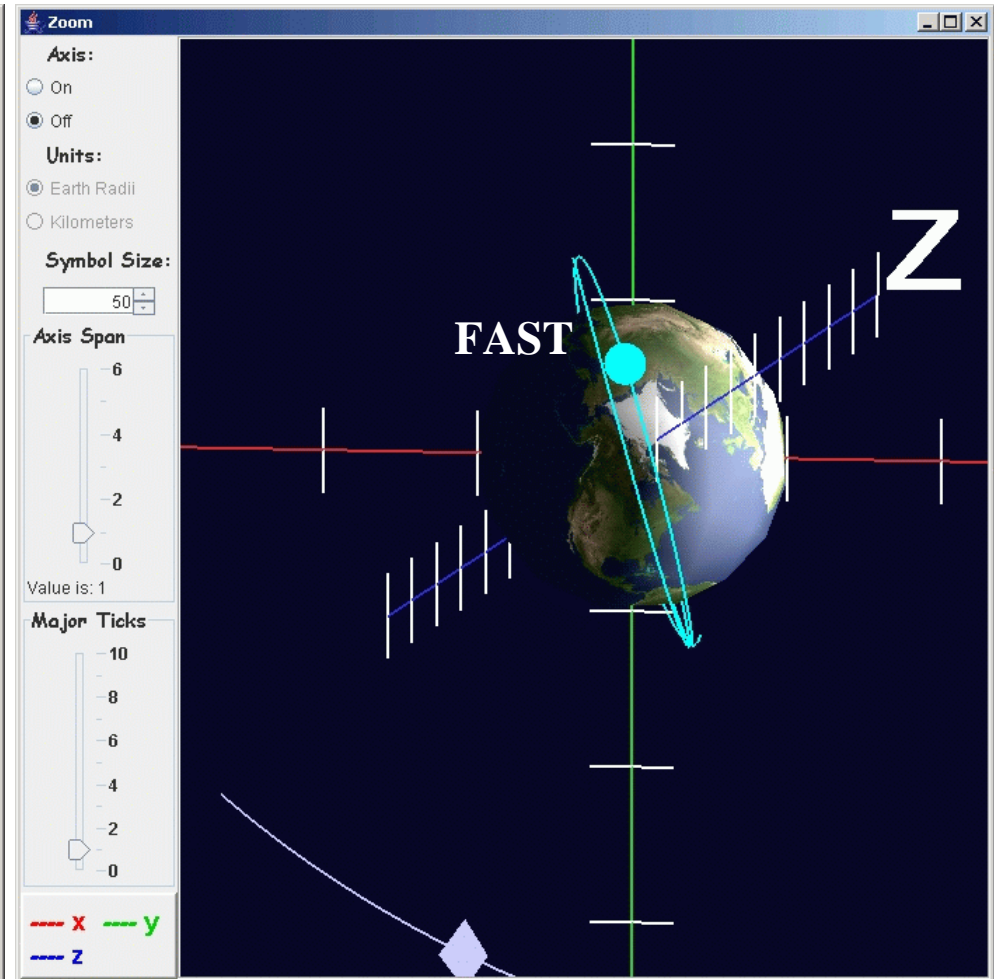 Zoom
Axis:
On
Off
Units:
Earth Radii
Kilometers
Symbol Size:
50
Axis Span
6
4
2
0
Value is: 1
Major Ticks
10
8
6
4
2
0
x y
z
FAST
Z